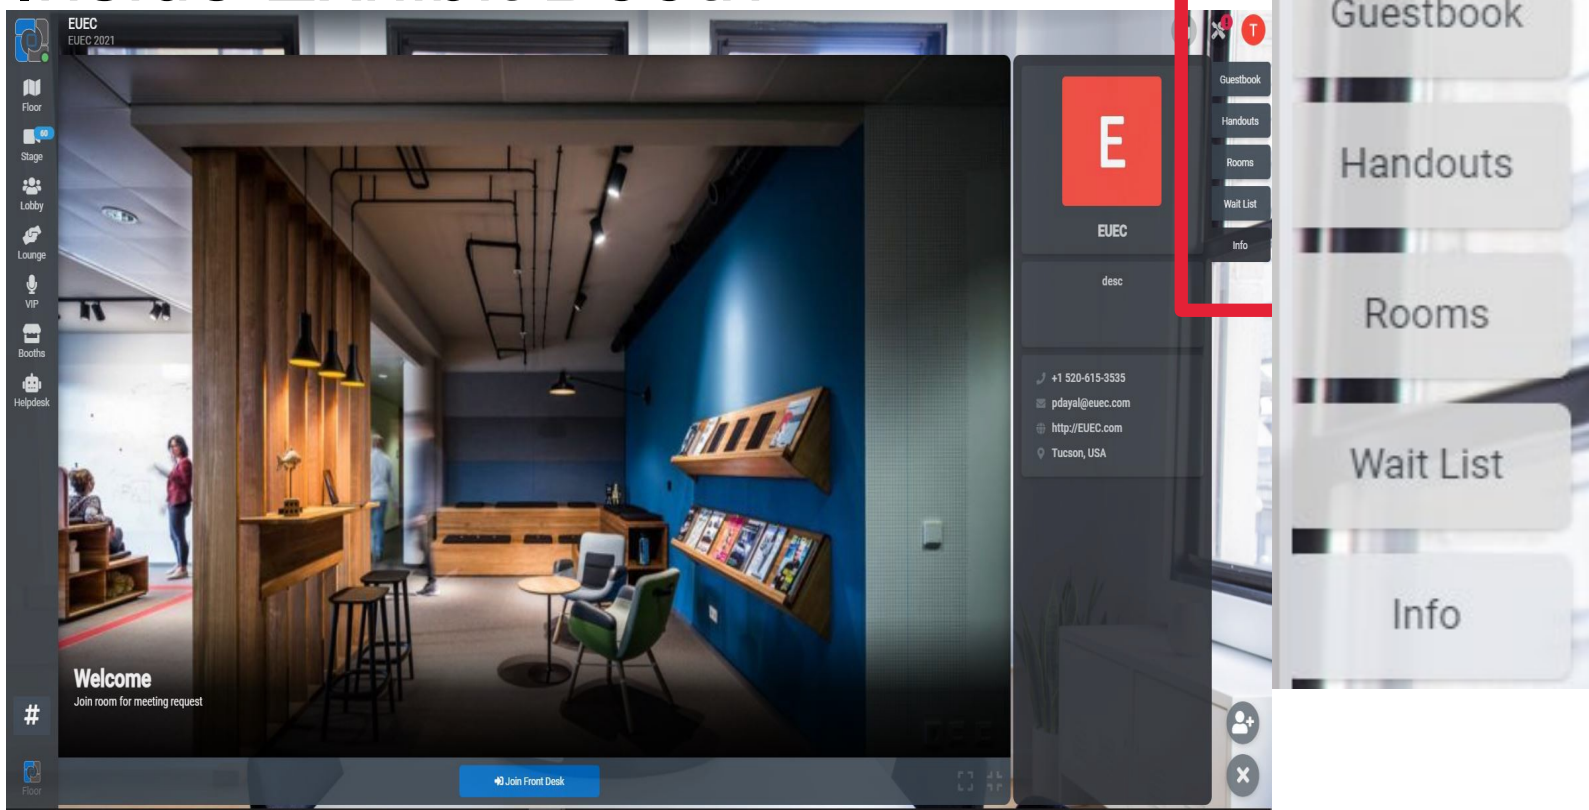 EUEC
EUEC 2021
T
Floor
60
Stage
Lobby
Lounge
VIP
Booths
Helpdesk
#
Floor
Welcome
Join room for meeting request
Join Front Desk
E
EUEC
desc
+1 520-615-3535
pdayal@euec.com
http://EUEC.com
Tucson, USA
Guestbook
Handouts
Rooms
Wait List
Info
Guestbook
Handouts
Rooms
Wait List
Info